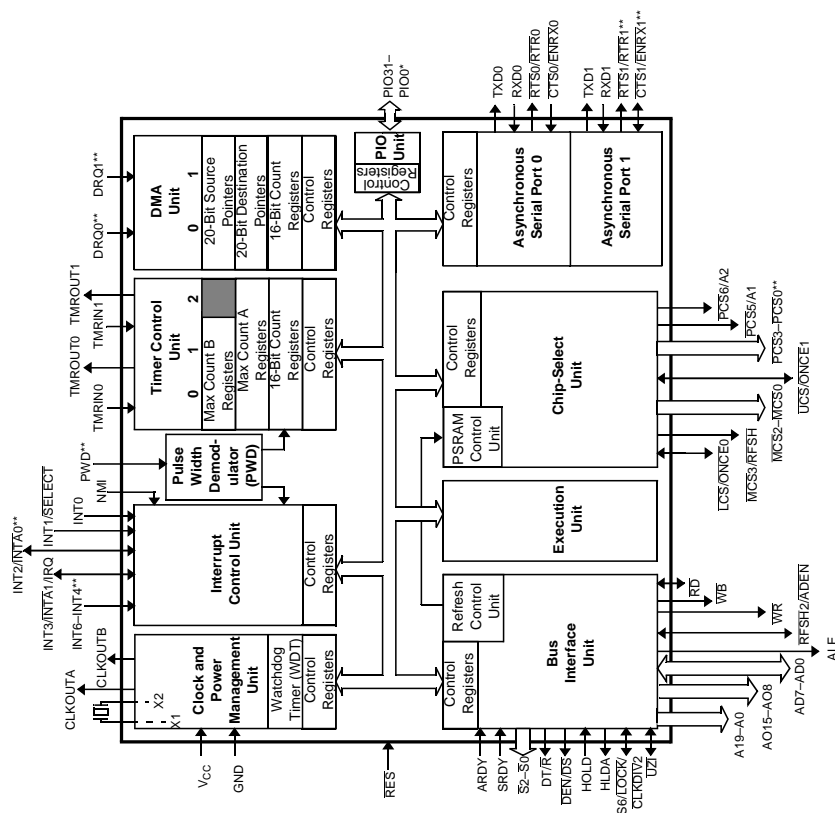 CLKOUTA
CLKOUTB
X2
X1
INT3/INTA1/IRQ
INT6–INT4**
INT2/INTA0**
INT1/SELECT
INT0
NMI
PWD**
TMRIN0
TMROUT0
TMRIN1
TMROUT1
DRQ0**
DRQ1**
Clock and
Power
Management
Unit
Watchdog
Timer (WDT)
Control
Registers
Interrupt
Control Unit
Control
Registers
Pulse
Width
Demod-
ulator
(PWD)
Timer Control
Unit
0 1 2
Max Count B
Registers
Max Count A
Registers
16-Bit Count
Registers
Control
Registers
DMA
Unit
0 1
20-Bit Source
Pointers
20-Bit Destination
Pointers
16-Bit Count
Registers
Control
Registers
PIO
Unit
Control
Registers
PIO31–
PIO0*
VCC
GND
RES
ARDY
SRDY
S2–S0
DT/R
DEN/DS
HOLD
HLDA
S6/LOCK/
CLKDIV2
UZI
Control
Registers
Refresh
Control
Unit
Bus
Interface
Unit
Execution
Unit
PSRAM
Control
Unit
Control
Registers
Chip-Select
Unit
Control
Registers
Asynchronous
Serial Port 0
Asynchronous
Serial Port 1
TXD0
RXD0
RTS0/RTR0
CTS0/ENRX0
TXD1
RXD1
RTS1/RTR1**
CTS1/ENRX1**
A19–A0
AO15–AO8
AD7–AD0
ALE
RFSH2/ADEN
WR
WB
RD
LCS/ONCE0
MCS3/RFSH
MCS2–MCS0
UCS/ONCE1
PCS3–PCS0**
PCS5/A1
PCS6/A2